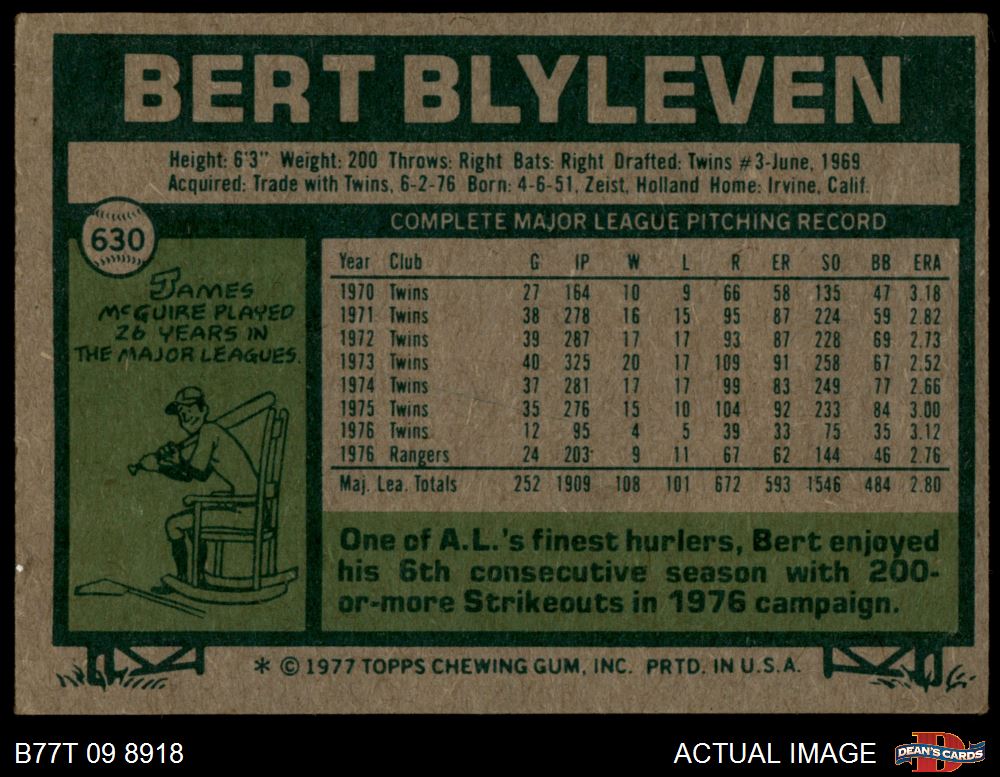 BERT BLYLEVEN
Height: 6'3" Weight: 200 Throws: Right Bats: Right Drafted: Twins #3-June, 1969
Acquired: Trade with Twins, 6-2-76 Born: 4-6-51, Zeist, Holland Home: Irvine, Calif.
630
JAMES
McGUIRE PLAYED
26 YEARS IN
THE MAJOR LEAGUES.
COMPLETE MAJOR LEAGUE PITCHING RECORD
Year Club G IP W L R ER SO BB ERA
1970 Twins 27 164 10 9 66 58 135 47 3.18
1971 Twins 38 278 16 15 95 87 224 59 2.82
1972 Twins 39 287 17 17 93 87 228 69 2.73
1973 Twins 40 325 20 17 109 91 258 67 2.52
1974 Twins 37 281 17 17 99 83 249 77 2.66
1975 Twins 35 276 15 10 104 92 233 84 3.00
1976 Twins 12 95 4 5 39 33 75 35 3.12
1976 Rangers 24 203 9 11 67 62 144 46 2.76
Maj. Lea. Totals 252 1909 108 101 672 593 1546 484 2.80
One of A.L.'s finest hurlers, Bert enjoyed
his 6th consecutive season with 200-
or-more Strikeouts in 1976 campaign.
* © 1977 TOPPS CHEWING GUM, INC. PRTD. IN U.S.A.
B77T 09 8918
ACTUAL IMAGE
D
DEAN'S CARDS